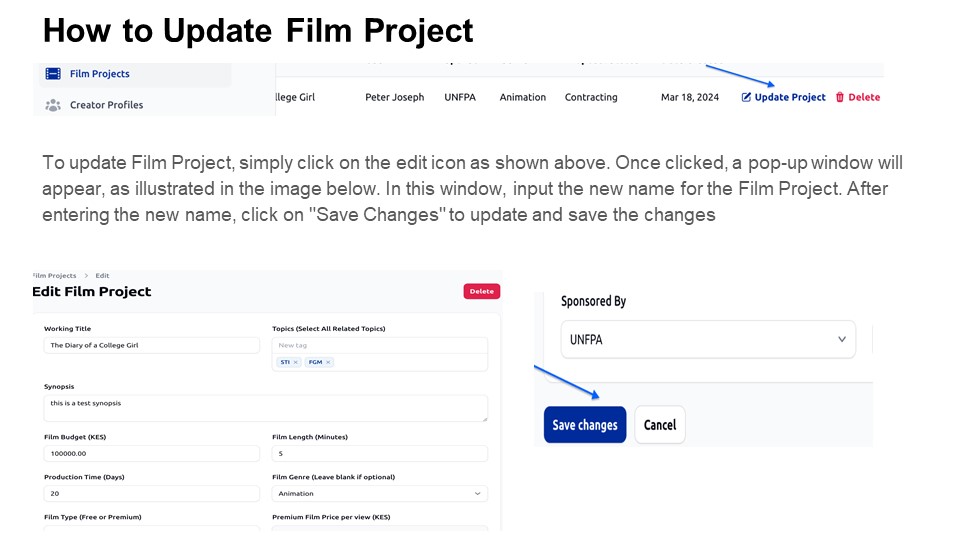 How to Update Film Project
Film Projects
Creator Profiles
llege Girl Peter Joseph UNFPA Animation Contracting Mar 18, 2024 Update Project Delete
To update Film Project, simply click on the edit icon as shown above. Once clicked, a pop-up window will
appear, as illustrated in the image below. In this window, input the new name for the Film Project. After
entering the new name, click on "Save Changes" to update and save the changes
Film Projects > Edit
Edit Film Project
Delete
Working Title
The Diary of a College Girl
Topics (Select All Related Topics)
New tag
STI × FGM ×
Synopsis
this is a test synopsis
Film Budget (KES)
100000.00
Film Length (Minutes)
5
Production Time (Days)
20
Film Genre (Leave blank if optional)
Animation
Film Type (Free or Premium)
Premium Film Price per view (KES)
Sponsored By
UNFPA
Save changes
Cancel